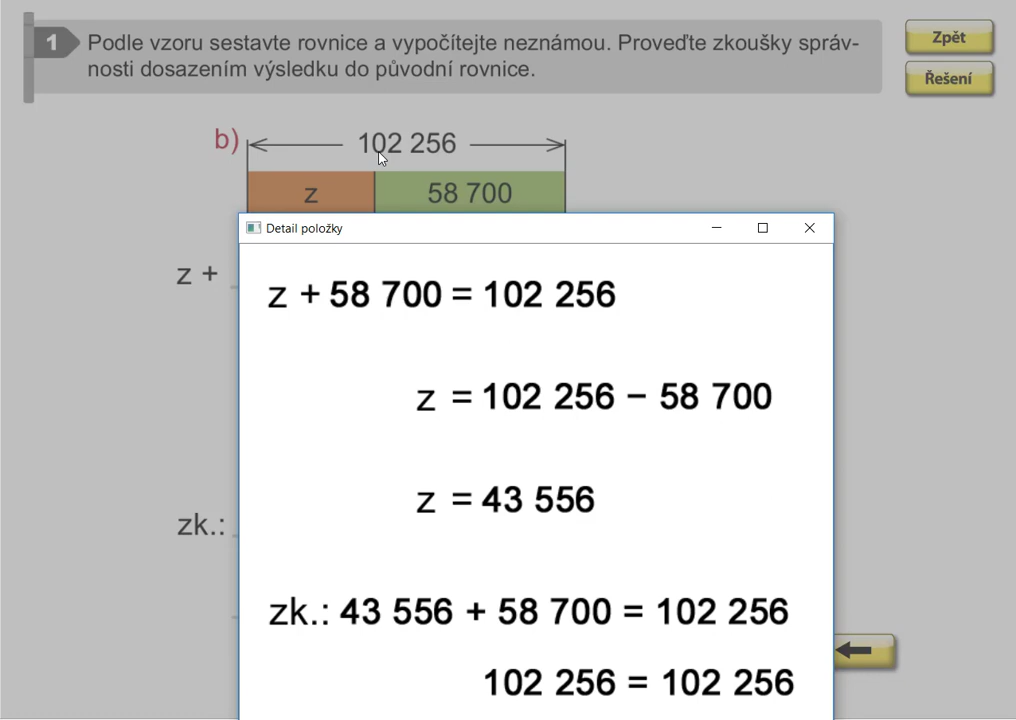 1 Podle vzoru sestavte rovnice a vypočítejte neznámou. Proveďte zkoušky správ-
nosti dosazením výsledku do původní rovnice.
Zpět
Řešení
b) 102 256
z 58 700
Detail položky
z +
z + 58 700 = 102 256
z = 102 256 − 58 700
z = 43 556
zk.:
zk.: 43 556 + 58 700 = 102 256
102 256 = 102 256